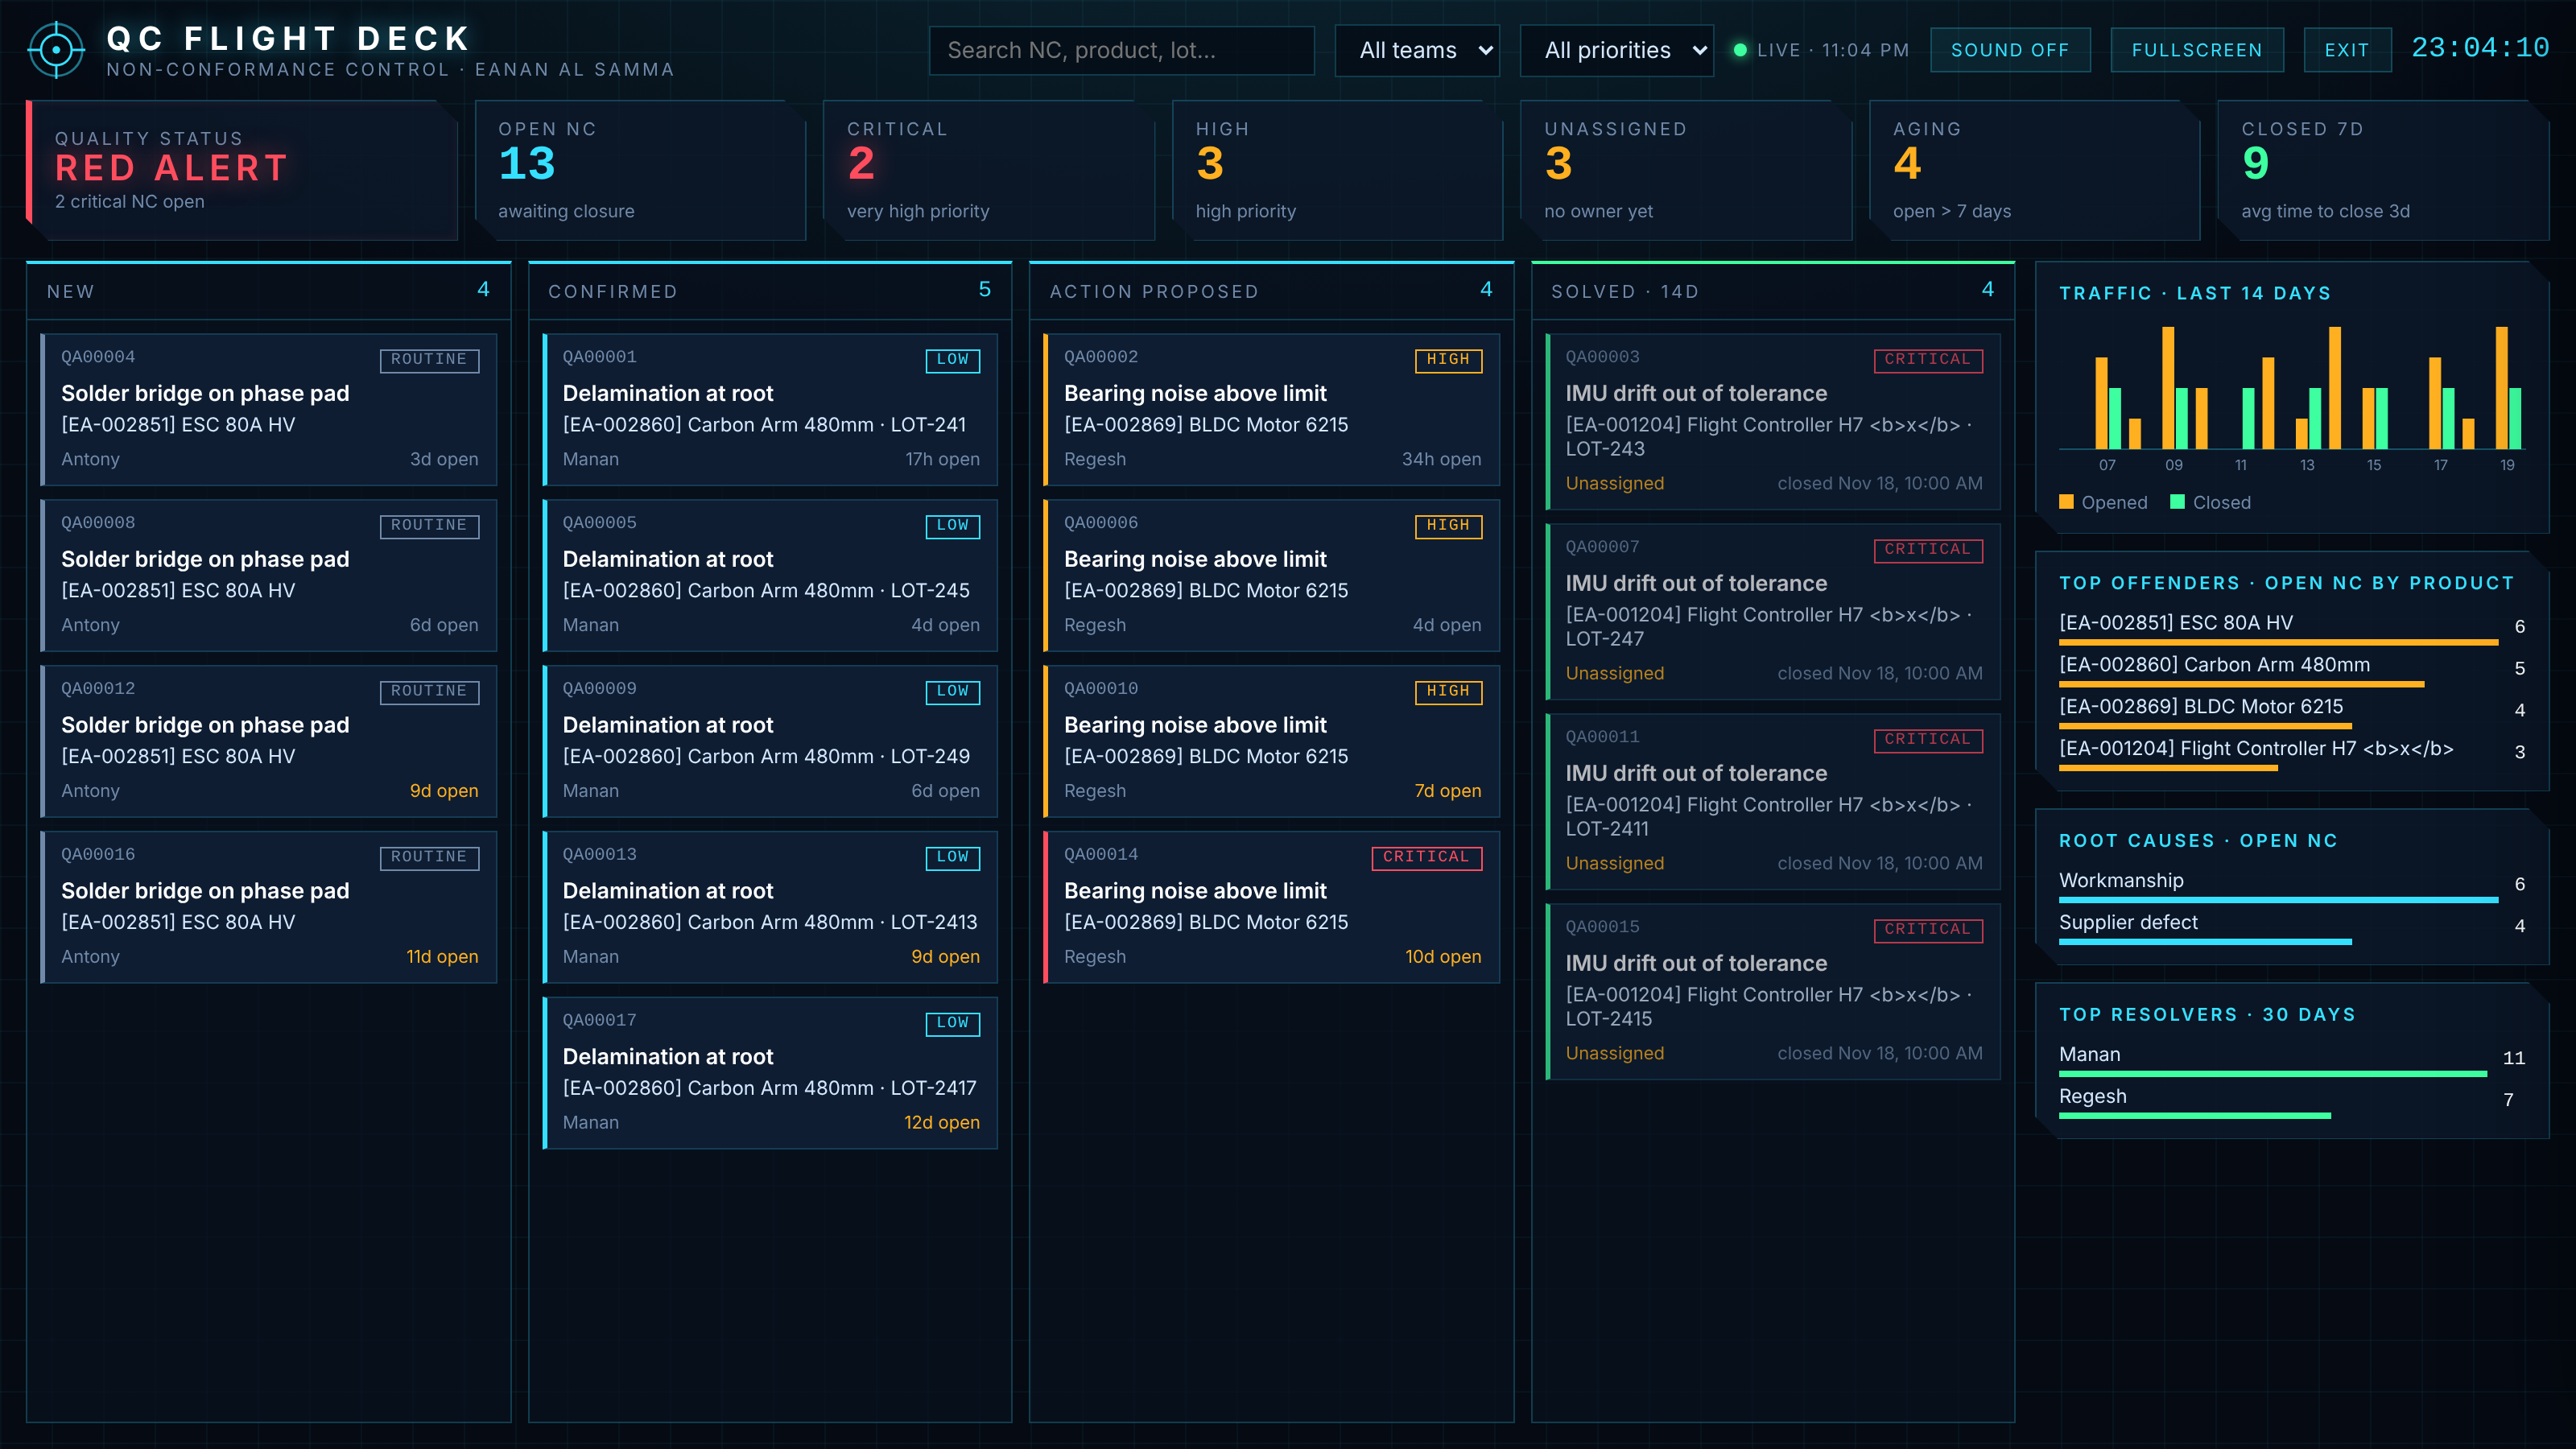 QC FLIGHT DECK
NON-CONFORMANCE CONTROL · EANAN AL SAMMA
Search NC, product, lot...
All teams
All priorities
LIVE · 11:04 PM
SOUND OFF
FULLSCREEN
EXIT
23:04:10
QUALITY STATUS
RED ALERT
2 critical NC open
OPEN NC
13
awaiting closure
CRITICAL
2
very high priority
HIGH
3
high priority
UNASSIGNED
3
no owner yet
AGING
4
open > 7 days
CLOSED 7D
9
avg time to close 3d
NEW 4
QA00004 ROUTINE
Solder bridge on phase pad
[EA-002851] ESC 80A HV
Antony 3d open
QA00008 ROUTINE
Solder bridge on phase pad
[EA-002851] ESC 80A HV
Antony 6d open
QA00012 ROUTINE
Solder bridge on phase pad
[EA-002851] ESC 80A HV
Antony 9d open
QA00016 ROUTINE
Solder bridge on phase pad
[EA-002851] ESC 80A HV
Antony 11d open
CONFIRMED 5
QA00001 LOW
Delamination at root
[EA-002860] Carbon Arm 480mm · LOT-241
Manan 17h open
QA00005 LOW
Delamination at root
[EA-002860] Carbon Arm 480mm · LOT-245
Manan 4d open
QA00009 LOW
Delamination at root
[EA-002860] Carbon Arm 480mm · LOT-249
Manan 6d open
QA00013 LOW
Delamination at root
[EA-002860] Carbon Arm 480mm · LOT-2413
Manan 9d open
QA00017 LOW
Delamination at root
[EA-002860] Carbon Arm 480mm · LOT-2417
Manan 12d open
ACTION PROPOSED 4
QA00002 HIGH
Bearing noise above limit
[EA-002869] BLDC Motor 6215
Regesh 34h open
QA00006 HIGH
Bearing noise above limit
[EA-002869] BLDC Motor 6215
Regesh 4d open
QA00010 HIGH
Bearing noise above limit
[EA-002869] BLDC Motor 6215
Regesh 7d open
QA00014 CRITICAL
Bearing noise above limit
[EA-002869] BLDC Motor 6215
Regesh 10d open
SOLVED · 14D 4
QA00003 CRITICAL
IMU drift out of tolerance
[EA-001204] Flight Controller H7 <b>x</b> ·
LOT-243
Unassigned closed Nov 18, 10:00 AM
QA00007 CRITICAL
IMU drift out of tolerance
[EA-001204] Flight Controller H7 <b>x</b> ·
LOT-247
Unassigned closed Nov 18, 10:00 AM
QA00011 CRITICAL
IMU drift out of tolerance
[EA-001204] Flight Controller H7 <b>x</b> ·
LOT-2411
Unassigned closed Nov 18, 10:00 AM
QA00015 CRITICAL
IMU drift out of tolerance
[EA-001204] Flight Controller H7 <b>x</b> ·
LOT-2415
Unassigned closed Nov 18, 10:00 AM
TRAFFIC · LAST 14 DAYS
07 09 11 13 15 17 19
Opened Closed
TOP OFFENDERS · OPEN NC BY PRODUCT
[EA-002851] ESC 80A HV 6
[EA-002860] Carbon Arm 480mm 5
[EA-002869] BLDC Motor 6215 4
[EA-001204] Flight Controller H7 <b>x</b> 3
ROOT CAUSES · OPEN NC
Workmanship 6
Supplier defect 4
TOP RESOLVERS · 30 DAYS
Manan 11
Regesh 7